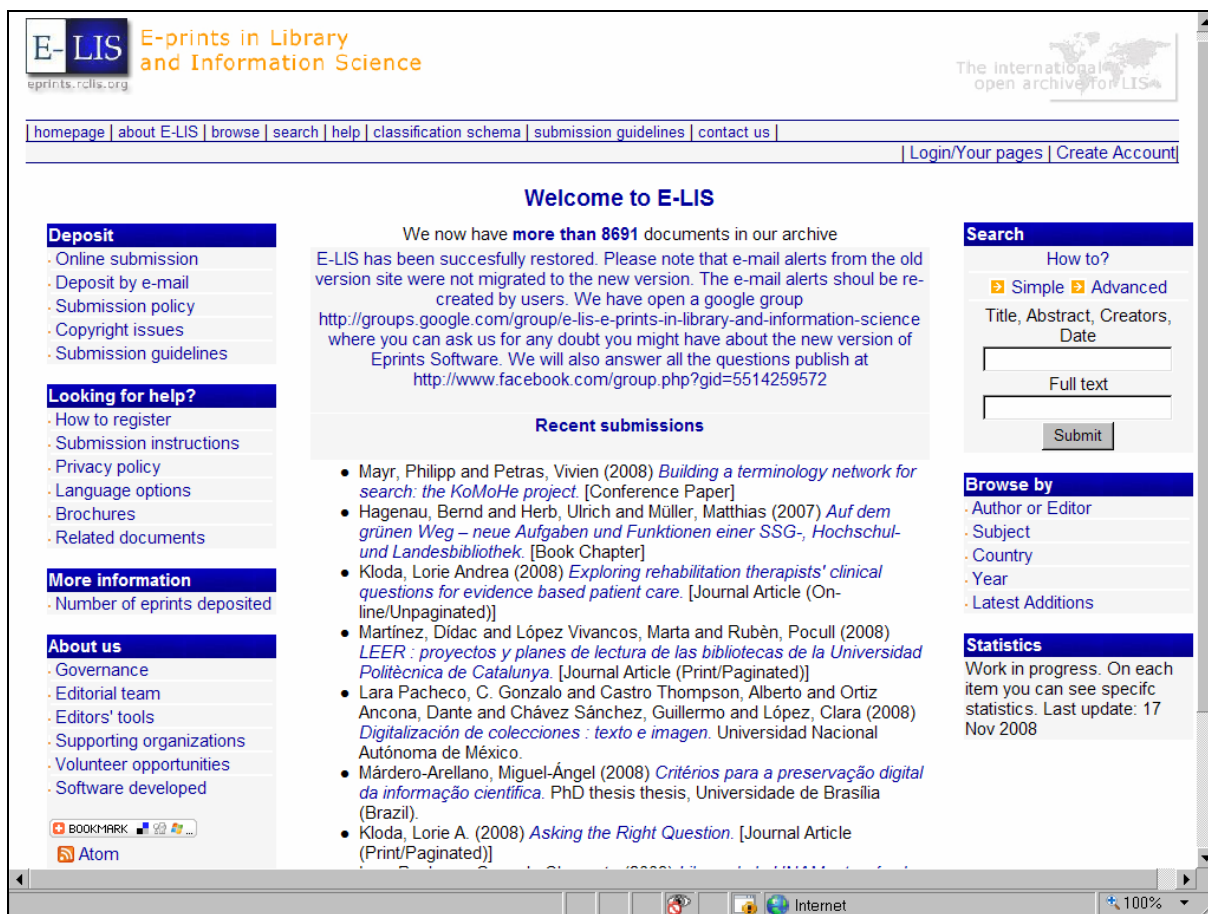 E-LIS
eprints.rclis.org
E-prints in Library
and Information Science
The international
open archive for LIS
| homepage | about E-LIS | browse | search | help | classification schema | submission guidelines | contact us |
| Login/Your pages | Create Account|
Welcome to E-LIS
Deposit
Online submission
Deposit by e-mail
Submission policy
Copyright issues
Submission guidelines
Looking for help?
How to register
Submission instructions
Privacy policy
Language options
Brochures
Related documents
More information
Number of eprints deposited
About us
Governance
Editorial team
Editors' tools
Supporting organizations
Volunteer opportunities
Software developed
BOOKMARK ...
Atom
We now have more than 8691 documents in our archive
E-LIS has been succesfully restored. Please note that e-mail alerts from the old
version site were not migrated to the new version. The e-mail alerts shoul be re-
created by users. We have open a google group
http://groups.google.com/group/e-lis-e-prints-in-library-and-information-science
where you can ask us for any doubt you might have about the new version of
Eprints Software. We will also answer all the questions publish at
http://www.facebook.com/group.php?gid=5514259572
Recent submissions
Mayr, Philipp and Petras, Vivien (2008) Building a terminology network for
search: the KoMoHe project. [Conference Paper]
Hagenau, Bernd and Herb, Ulrich and Müller, Matthias (2007) Auf dem
grünen Weg – neue Aufgaben und Funktionen einer SSG-, Hochschul-
und Landesbibliothek. [Book Chapter]
Kloda, Lorie Andrea (2008) Exploring rehabilitation therapists' clinical
questions for evidence based patient care. [Journal Article (On-
line/Unpaginated)]
Martínez, Dídac and López Vivancos, Marta and Rubèn, Pocull (2008)
LEER : proyectos y planes de lectura de las bibliotecas de la Universidad
Politècnica de Catalunya. [Journal Article (Print/Paginated)]
Lara Pacheco, C. Gonzalo and Castro Thompson, Alberto and Ortiz
Ancona, Dante and Chávez Sánchez, Guillermo and López, Clara (2008)
Digitalización de colecciones : texto e imagen. Universidad Nacional
Autónoma de México.
Márdero-Arellano, Miguel-Ángel (2008) Critérios para a preservação digital
da informação científica. PhD thesis thesis, Universidade de Brasília
(Brazil).
Kloda, Lorie A. (2008) Asking the Right Question. [Journal Article
(Print/Paginated)]
Search
How to?
Simple Advanced
Title, Abstract, Creators,
Date
Full text
Submit
Browse by
Author or Editor
Subject
Country
Year
Latest Additions
Statistics
Work in progress. On each
item you can see specifc
statistics. Last update: 17
Nov 2008
Internet
100%